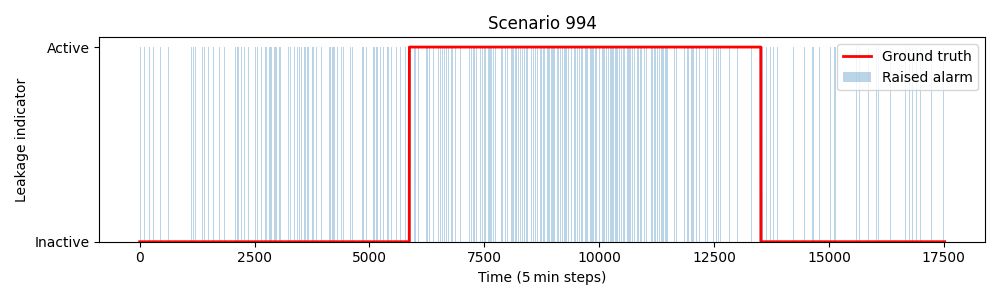 Scenario 994
Active
Inactive
Leakage indicator
Ground truth
Raised alarm
0
2500
5000
7500
10000
12500
15000
17500
Time (5 min steps)